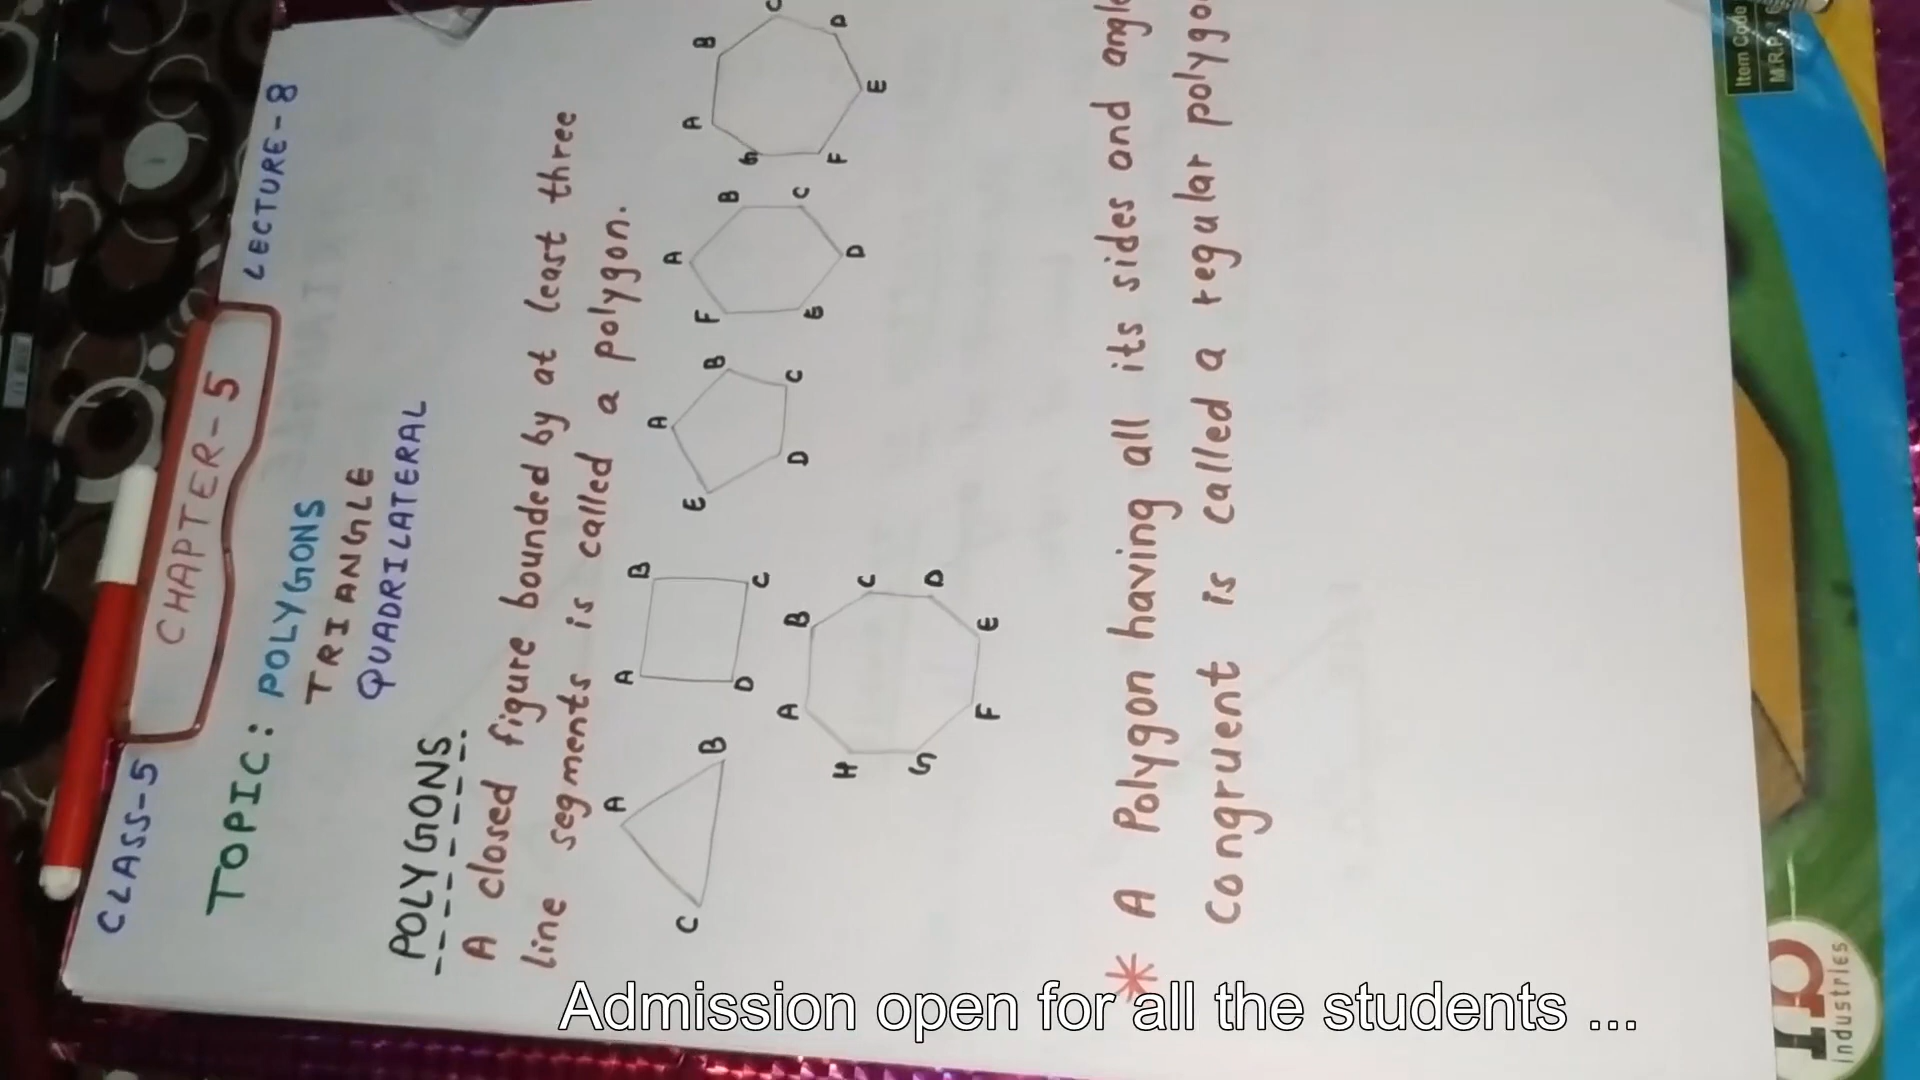 CLASS-5
CHAPTER-5
LECTURE-8
TOPIC: POLYGONS
TRIANGLE
QUADRILATERAL
POLYGONS
A closed figure bounded by at least three
line segments is called a polygon.
A B C
A B C D
A B C D E
A B C D E F
A B C D E F G
A B C D E F G H
* A Polygon having all its sides and angle
Congruent is called a regular polygo
Item Code
M.R.P.
industries
Admission open for all the students ...